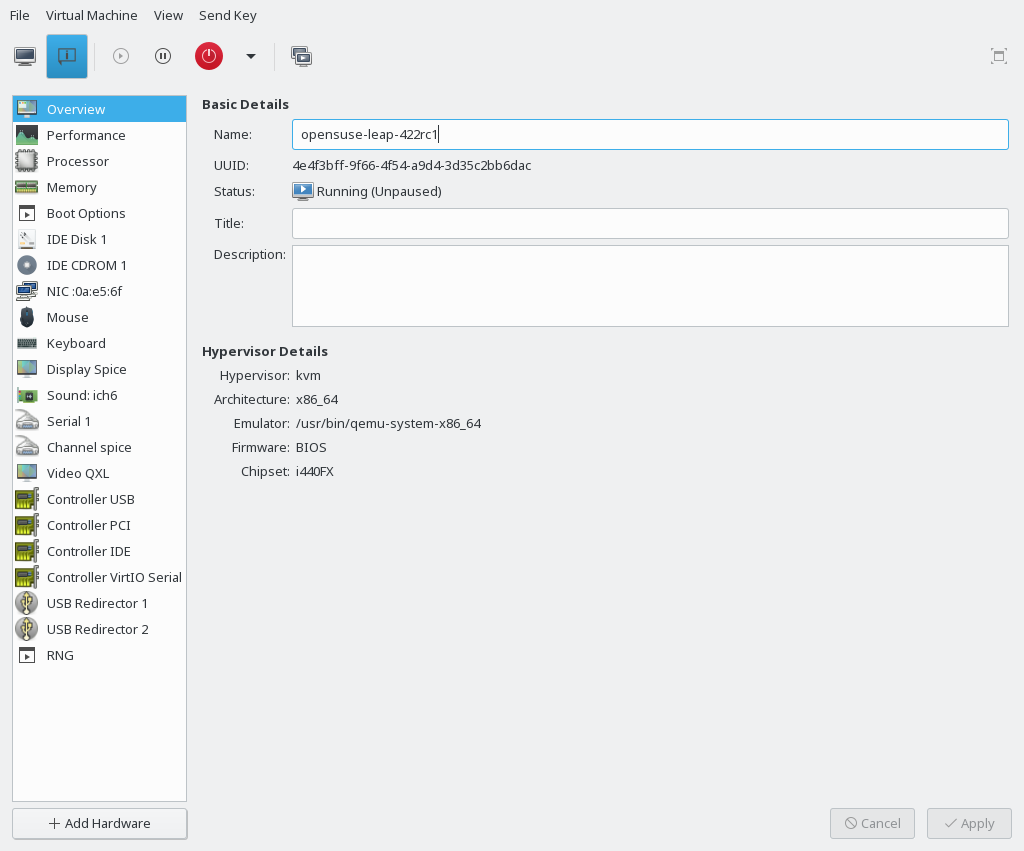 File Virtual Machine View Send Key
Overview
Performance
Processor
Memory
Boot Options
IDE Disk 1
IDE CDROM 1
NIC :0a:e5:6f
Mouse
Keyboard
Display Spice
Sound: ich6
Serial 1
Channel spice
Video QXL
Controller USB
Controller PCI
Controller IDE
Controller VirtIO Serial
USB Redirector 1
USB Redirector 2
RNG
Add Hardware
Basic Details
Name: opensuse-leap-422rc1
UUID: 4e4f3bff-9f66-4f54-a9d4-3d35c2bb6dac
Status: Running (Unpaused)
Title:
Description:
Hypervisor Details
Hypervisor: kvm
Architecture: x86_64
Emulator: /usr/bin/qemu-system-x86_64
Firmware: BIOS
Chipset: i440FX
Cancel Apply